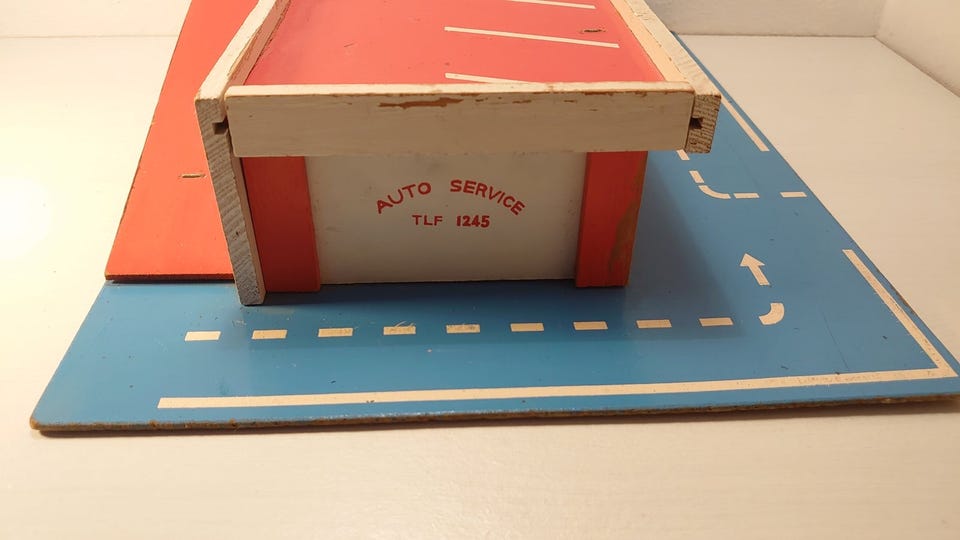 AUTO SERVICE
TLF 1245